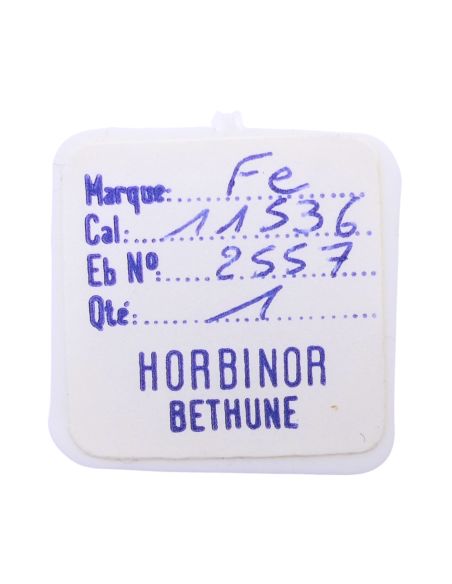 Marque: Fe
Cal: 11536
Eb Nº: 2557
Qté: 1
HORBINOR
BETHUNE